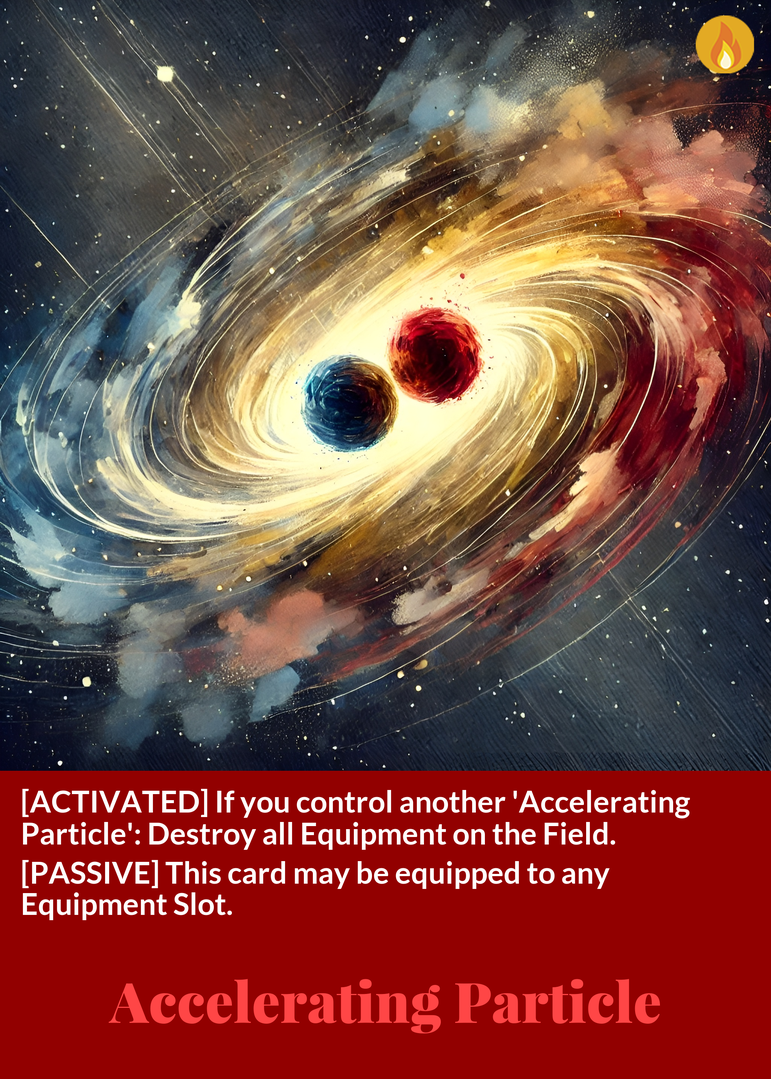 [ACTIVATED] If you control another 'Accelerating
Particle': Destroy all Equipment on the Field.
[PASSIVE] This card may be equipped to any
Equipment Slot.
Accelerating Particle